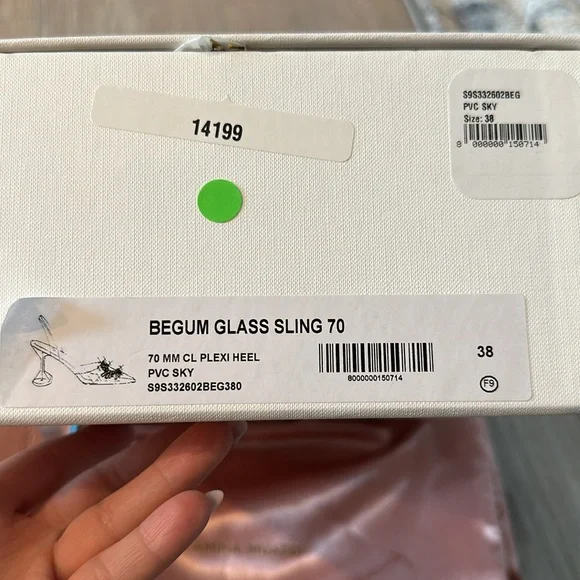 14199
S9S332602BEG
PVC SKY
Size: 38
8 000000 150714
BEGUM GLASS SLING 70
70 MM CL PLEXI HEEL
PVC SKY
S9S332602BEG380
8000000150714
38
F9